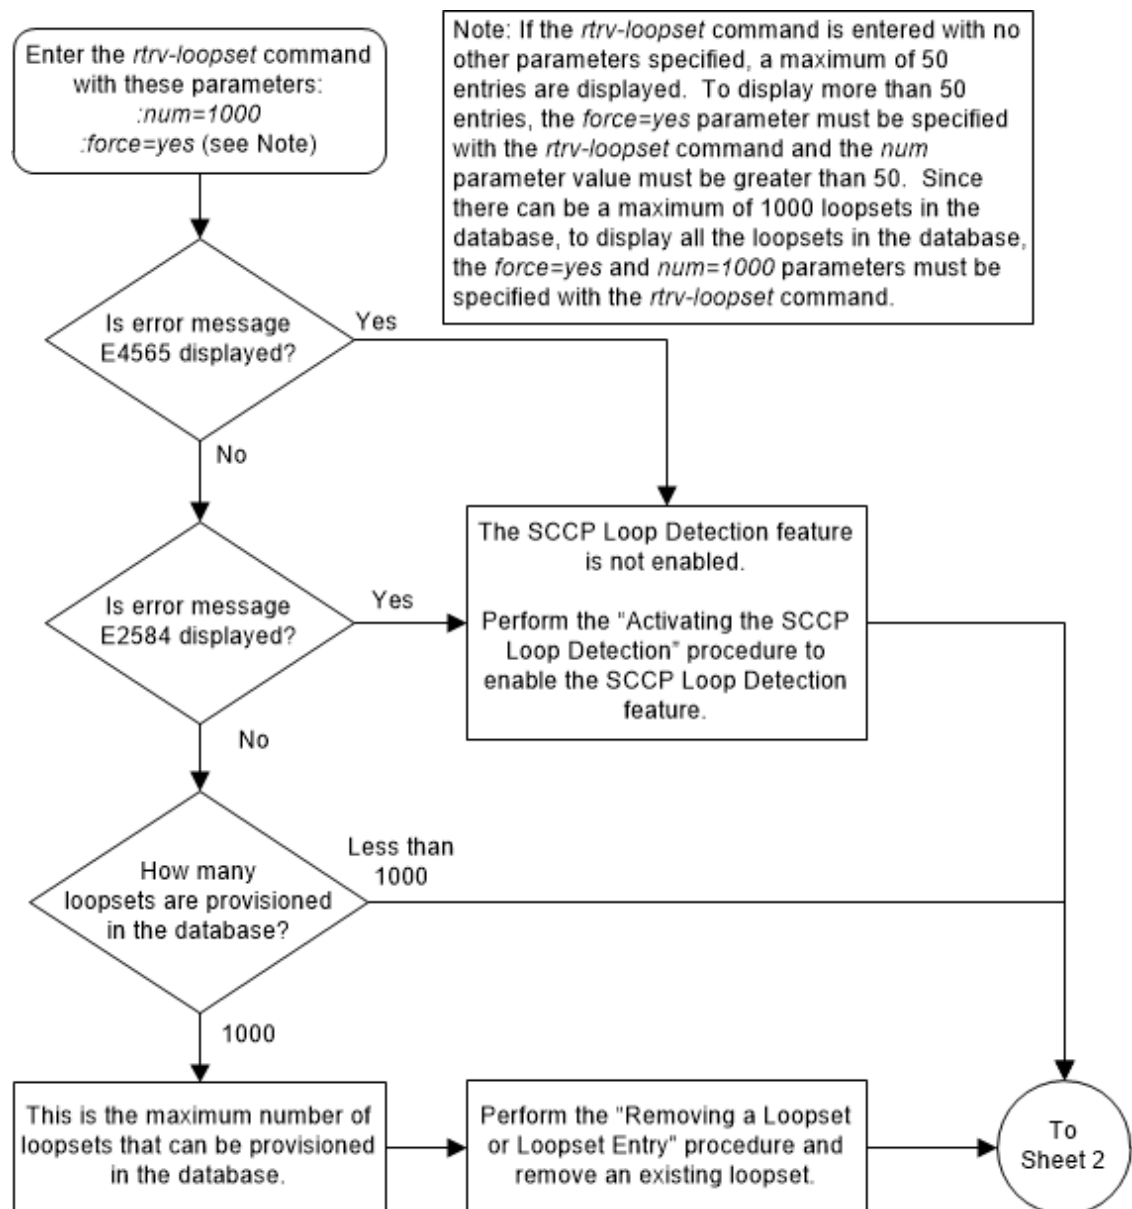 Enter the rtrv-loopset command
with these parameters:
:num=1000
:force=yes (see Note)
Note: If the rtrv-loopset command is entered with no
other parameters specified, a maximum of 50
entries are displayed. To display more than 50
entries, the force=yes parameter must be specified
with the rtrv-loopset command and the num
parameter value must be greater than 50. Since
there can be a maximum of 1000 loopsets in the
database, to display all the loopsets in the database,
the force=yes and num=1000 parameters must be
specified with the rtrv-loopset command.
Is error message
E4565 displayed?
Yes
No
Is error message
E2584 displayed?
Yes
No
The SCCP Loop Detection feature
is not enabled.
Perform the "Activating the SCCP
Loop Detection" procedure to
enable the SCCP Loop Detection
feature.
How many
loopsets are provisioned
in the database?
Less than
1000
1000
This is the maximum number of
loopsets that can be provisioned
in the database.
Perform the "Removing a Loopset
or Loopset Entry" procedure and
remove an existing loopset.
To
Sheet 2